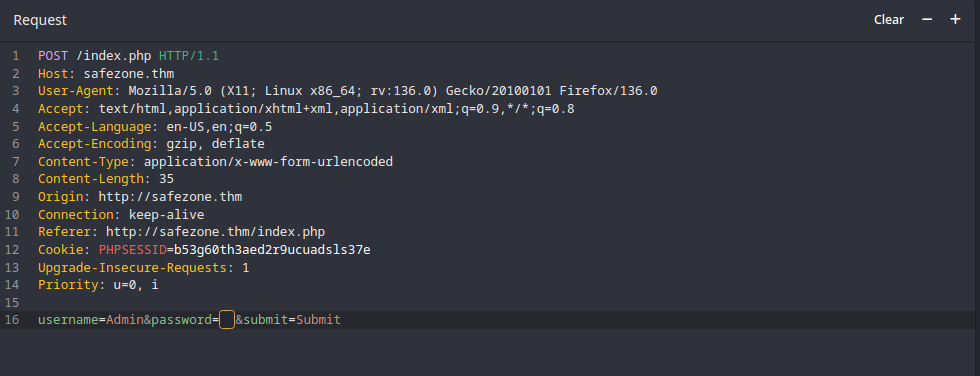 Request Clear − +
1 POST /index.php HTTP/1.1
2 Host: safezone.thm
3 User-Agent: Mozilla/5.0 (X11; Linux x86_64; rv:136.0) Gecko/20100101 Firefox/136.0
4 Accept: text/html,application/xhtml+xml,application/xml;q=0.9,*/*;q=0.8
5 Accept-Language: en-US,en;q=0.5
6 Accept-Encoding: gzip, deflate
7 Content-Type: application/x-www-form-urlencoded
8 Content-Length: 35
9 Origin: http://safezone.thm
10 Connection: keep-alive
11 Referer: http://safezone.thm/index.php
12 Cookie: PHPSESSID=b53g60th3aed2r9ucuadsls37e
13 Upgrade-Insecure-Requests: 1
14 Priority: u=0, i
15
16 username=Admin&password= &submit=Submit